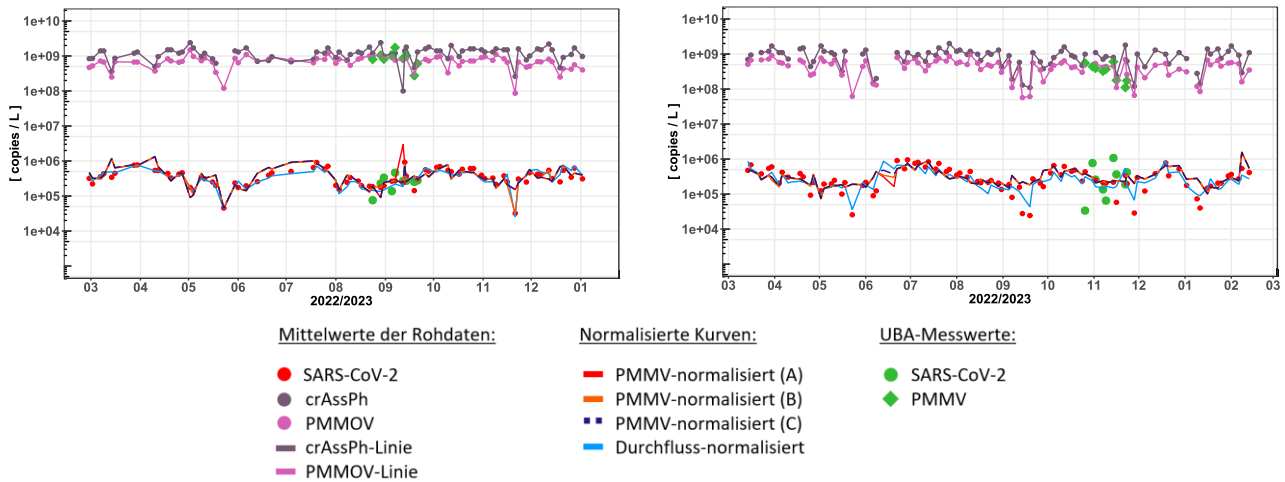 1e+10
1e+09
1e+08
1e+07
1e+06
1e+05
1e+04
[ copies / L ]
03 04 05 06 07 08 09 10 11 12 01
2022/2023
1e+10
1e+09
1e+08
1e+07
1e+06
1e+05
1e+04
[ copies / L ]
03 04 05 06 07 08 09 10 11 12 01 02 03
2022/2023
Mittelwerte der Rohdaten:
SARS-CoV-2
crAssPh
PMMOV
crAssPh-Linie
PMMOV-Linie
Normalisierte Kurven:
PMMV-normalisiert (A)
PMMV-normalisiert (B)
PMMV-normalisiert (C)
Durchfluss-normalisiert
UBA-Messwerte:
SARS-CoV-2
PMMV